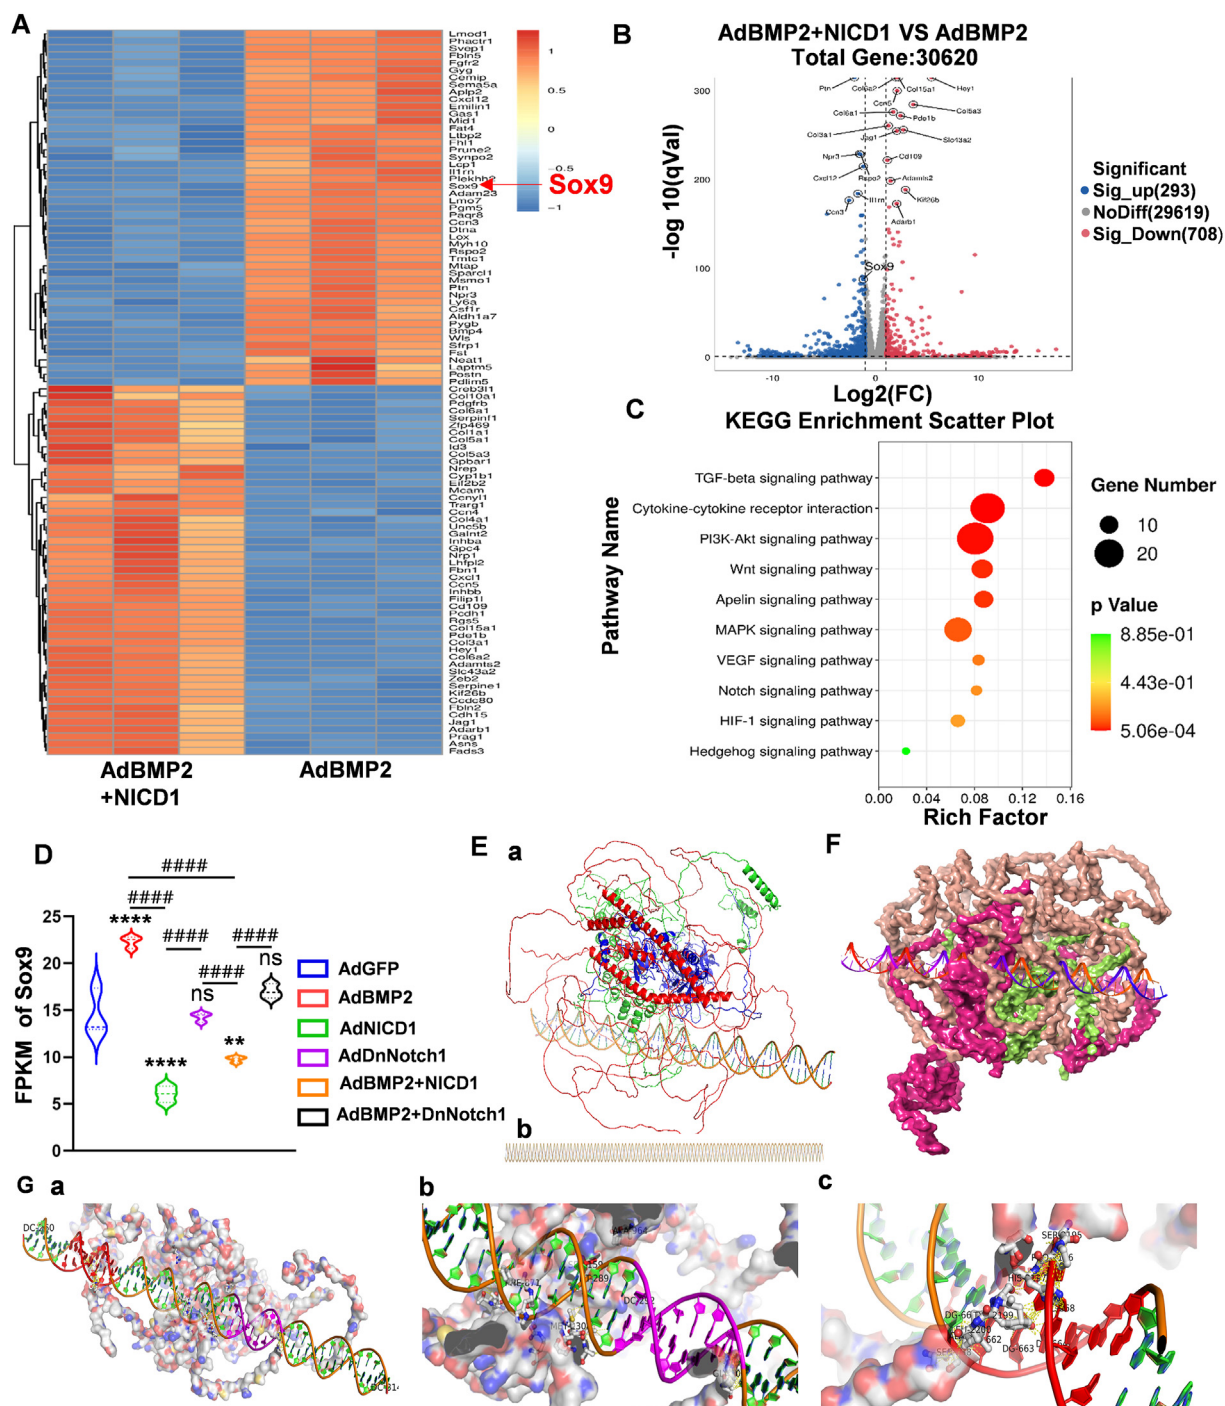 A
Lmod1
Phactr1
Svop1
Fbln5
Fgfr2
Gyg
Cemip
Sema5a
Aplp2
Cxcl12
Emilin1
Gas1
Mid1
Fat4
Ltbp2
Fhl1
Prune2
Synpo2
Lcp1
Il1rn
Plekhh2
Sox9
Adam23
Lmo7
Pgm5
Paqr8
Ccn3
Dtna
Lox
Myh10
Rspo2
Tmtc1
Mtap
Sparcl1
Msmo1
Ptn
Npr3
Ly6a
Csf1r
Aldh1a7
Pygb
Bmp4
Wls
Sfrp1
Fst
Neat1
Laptm5
Postn
Pdlim5
Creb3l1
Col10a1
Pdgfrb
Col6a1
Serpinf1
Zfp469
Col1a1
Col5a1
Id3
Col5a3
Gpbar1
Nrep
Cyp1b1
Eif2b2
Mcam
Ccnyl1
Trarg1
Ccn4
Col4a1
Unc5b
Galnt2
Inhba
Gpc4
Nrp1
Lhfpl2
Fbn1
Cxcl1
Ccn5
Inhbb
Filip1l
Cd109
Pcdh1
Rgs5
Col15a1
Pde1b
Col3a1
Hey1
Col6a2
Adamts2
Slc43a2
Zeb2
Serpine1
Kif26b
Ccdc80
Fbln2
Cdh15
Jag1
Adarb1
Prag1
Asns
Fads3
1
0.5
0
−0.5
−1
Sox9
AdBMP2
+NICD1
AdBMP2
B
AdBMP2+NICD1 VS AdBMP2
Total Gene:30620
-log 10(qVal)
300
200
100
0
Ptn
Col6a2
Col15a1
Hey1
Ccn5
Col5a3
Col6a1
Pde1b
Col3a1
Jag1
Slc43a2
Npr3
Cd109
Cxcl12
Rspo2
Adamts2
Il1rn
Kif26b
Ccn3
Adarb1
Sox9
-10
0
10
Log2(FC)
Significant
Sig_up(293)
NoDiff(29619)
Sig_Down(708)
C
KEGG Enrichment Scatter Plot
Pathway Name
TGF-beta signaling pathway
Cytokine-cytokine receptor interaction
PI3K-Akt signaling pathway
Wnt signaling pathway
Apelin signaling pathway
MAPK signaling pathway
VEGF signaling pathway
Notch signaling pathway
HIF-1 signaling pathway
Hedgehog signaling pathway
0.00
0.04
0.08
0.12
0.16
Rich Factor
Gene Number
10
20
p Value
8.85e-01
4.43e-01
5.06e-04
D
FPKM of Sox9
25
20
15
10
5
0
####
####
****
####
####
####
ns
ns
**
****
AdGFP
AdBMP2
AdNICD1
AdDnNotch1
AdBMP2+NICD1
AdBMP2+DnNotch1
E
a
b
F
G
a
b
c
DC-292
DG-66
2199
662
DG-663